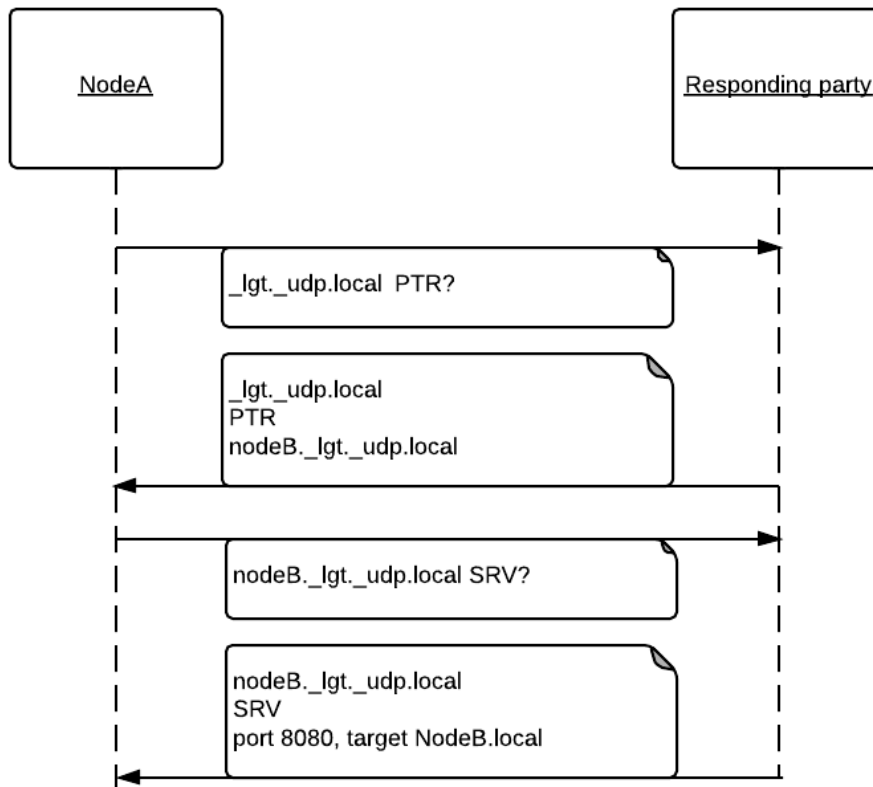 NodeA
Responding party
_lgt._udp.local  PTR?
_lgt._udp.local
PTR
nodeB._lgt._udp.local
nodeB._lgt._udp.local SRV?
nodeB._lgt._udp.local
SRV
port 8080, target NodeB.local